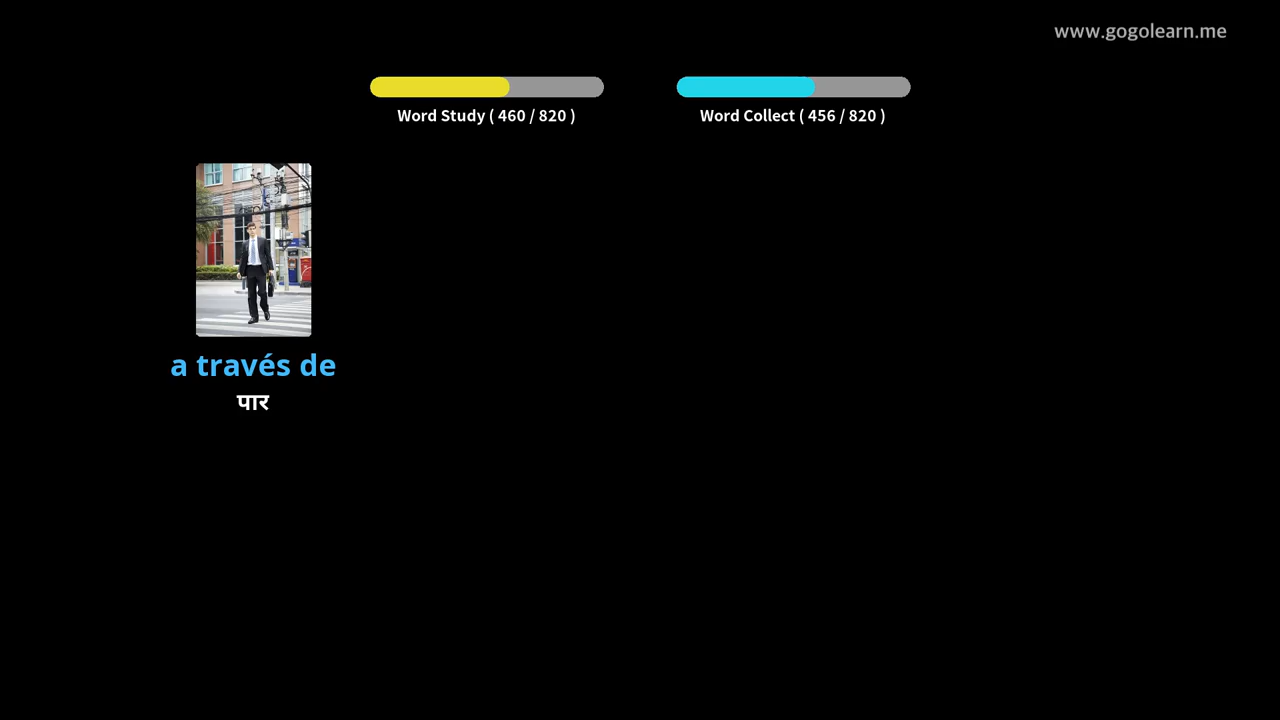 www.gogolearn.me
Word Study ( 460 / 820 )
Word Collect ( 456 / 820 )
a través de
पार